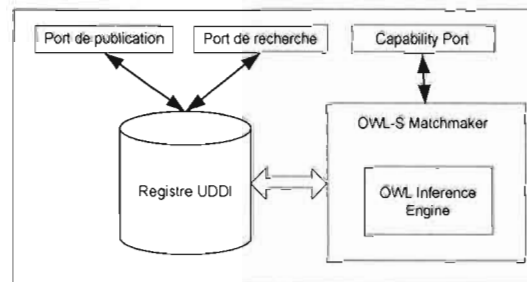 Port de publication
Port de recherche
Capability Port
OWL-S Matchmaker
Registre UDDI
OWL Inference
Engine